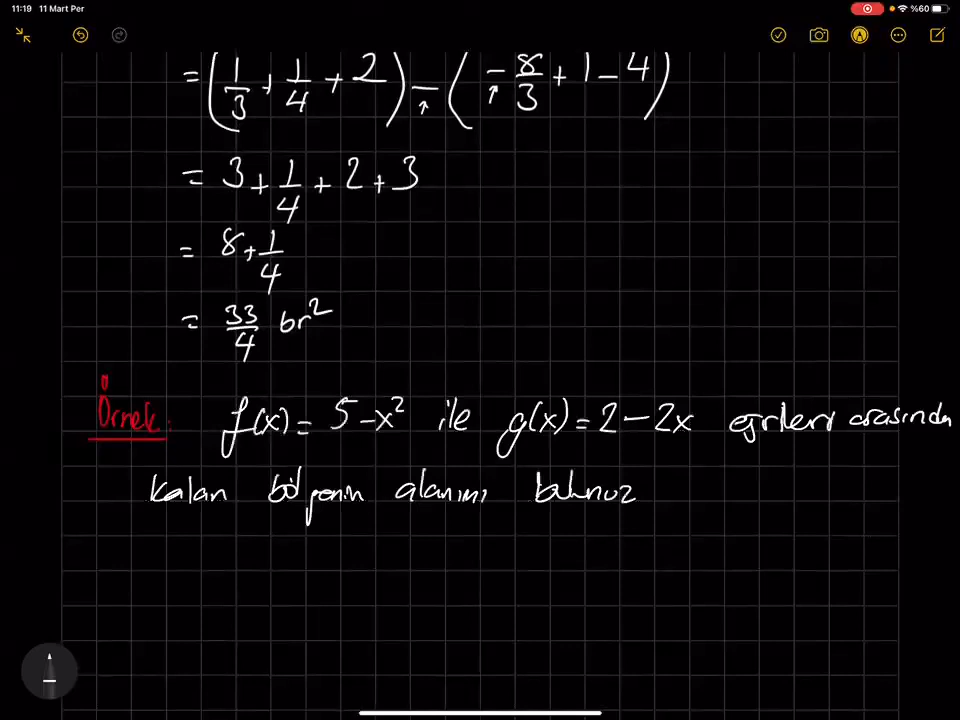 11:19 11 Mart Per %60
= (1/3 + 1/4 + 2) - (-8/3 + 1 - 4)
= 3 + 1/4 + 2 + 3
= 8 + 1/4
= 33/4 br²
Örnek: f(x) = 5 - x² ile g(x) = 2 - 2x eğrileri arasında
kalan bölgenin alanını bulunuz